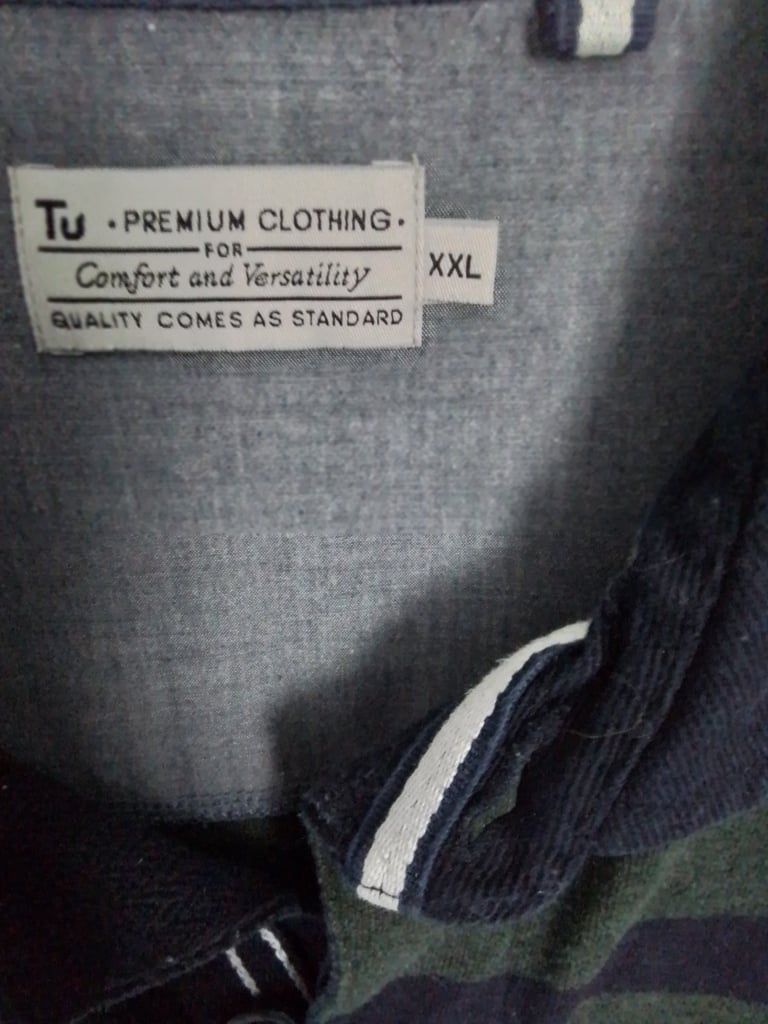 Tu · PREMIUM CLOTHING ·
FOR
Comfort and Versatility
QUALITY COMES AS STANDARD
XXL